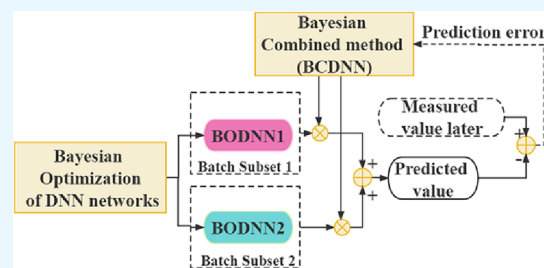 Bayesian
Combined method
(BCDNN)
Prediction error
Measured
value later
BODNN1
Batch Subset 1
Bayesian
Optimization
of DNN networks
+
+
Predicted
value
+
-
BODNN2
Batch Subset 2